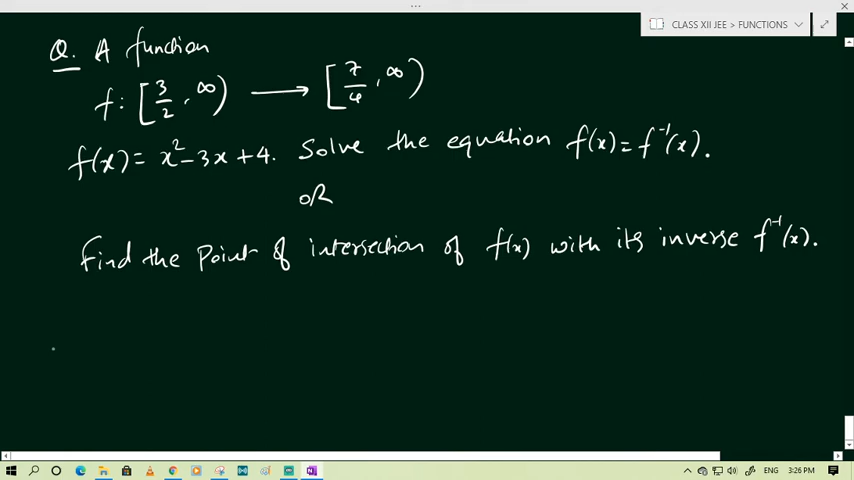 CLASS XII JEE > FUNCTIONS
Q. A function
f: [3/2, ∞) → [7/4, ∞)
f(x) = x² - 3x + 4. Solve the equation f(x) = f⁻¹(x).
OR
Find the Point of intersection of f(x) with its inverse f⁻¹(x).
ENG 3:26 PM